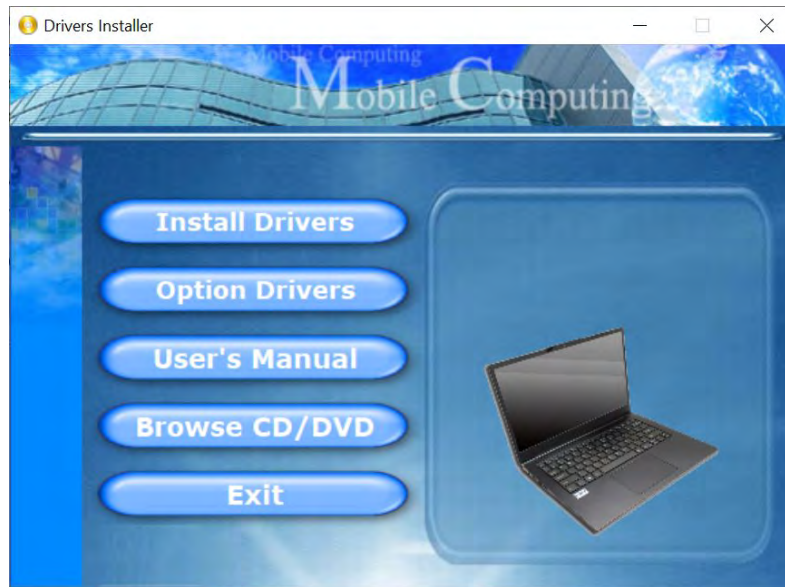 Drivers Installer
Mobile Computing
Mobile Computing
Install Drivers
Option Drivers
User's Manual
Browse CD/DVD
Exit